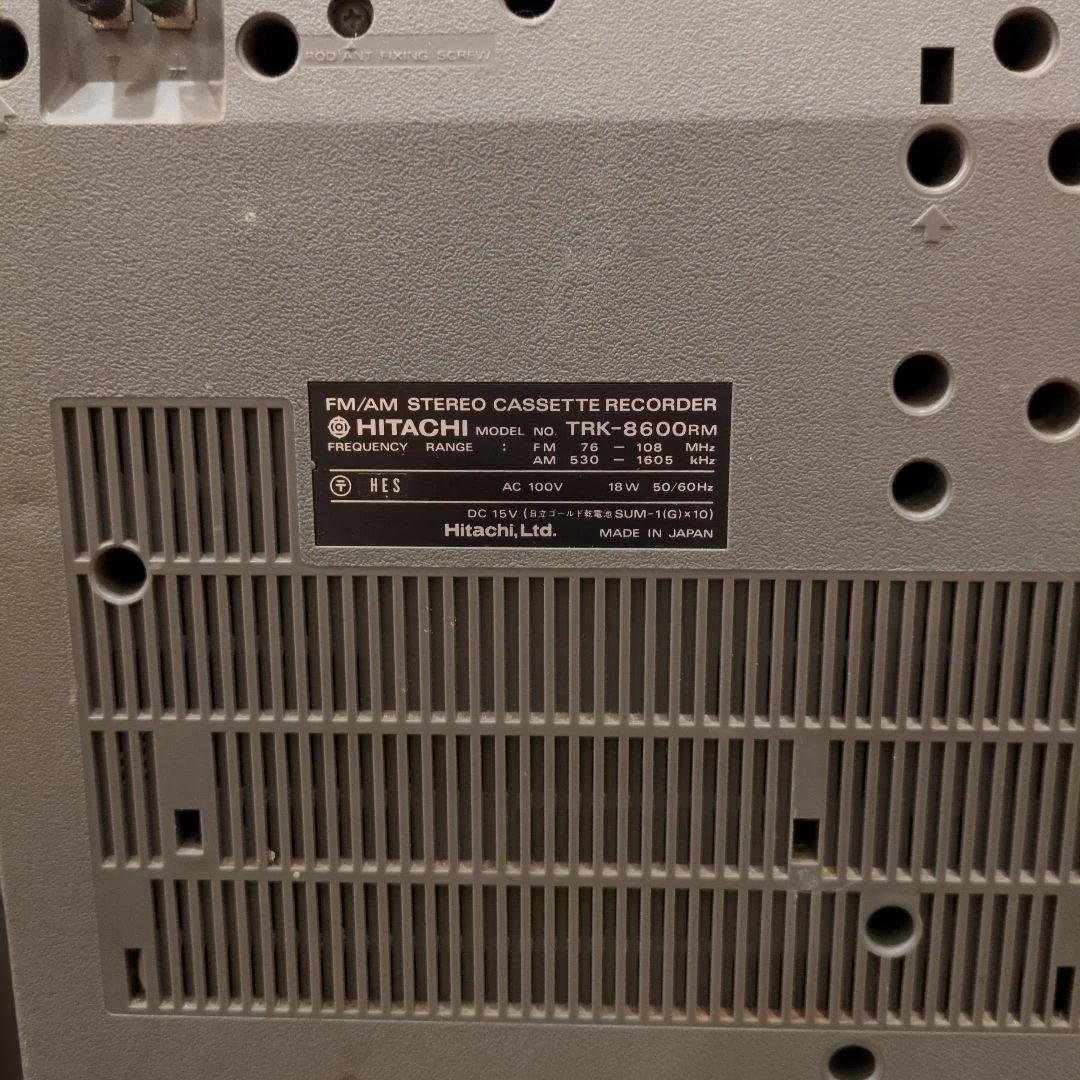 ROD ANT FIXING SCREW
FM/AM STEREO CASSETTE RECORDER
HITACHI MODEL NO. TRK-8600RM
FREQUENCY RANGE : FM 76 — 108 MHz
AM 530 — 1605 kHz
〒 HES AC 100V 18W 50/60Hz
DC 15V (日立ゴールド乾電池 SUM-1(G)×10)
Hitachi, Ltd. MADE IN JAPAN